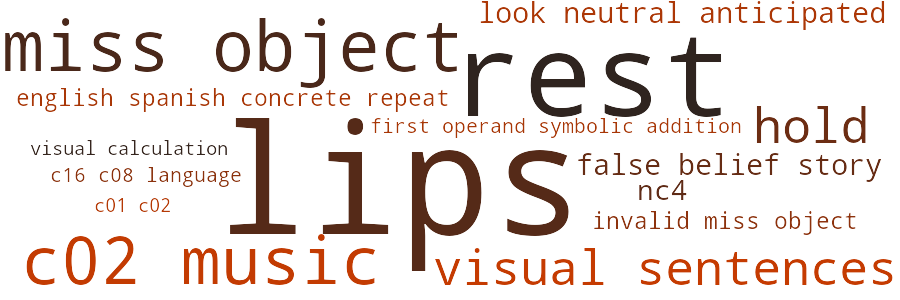 look neutral anticipated
miss object
rest
english spanish concrete repeat
first operand symbolic addition
hold
lips
visual calculation
false belief story
c16 c08 language
nc4
c01 c02
invalid miss object
c02 music
visual sentences